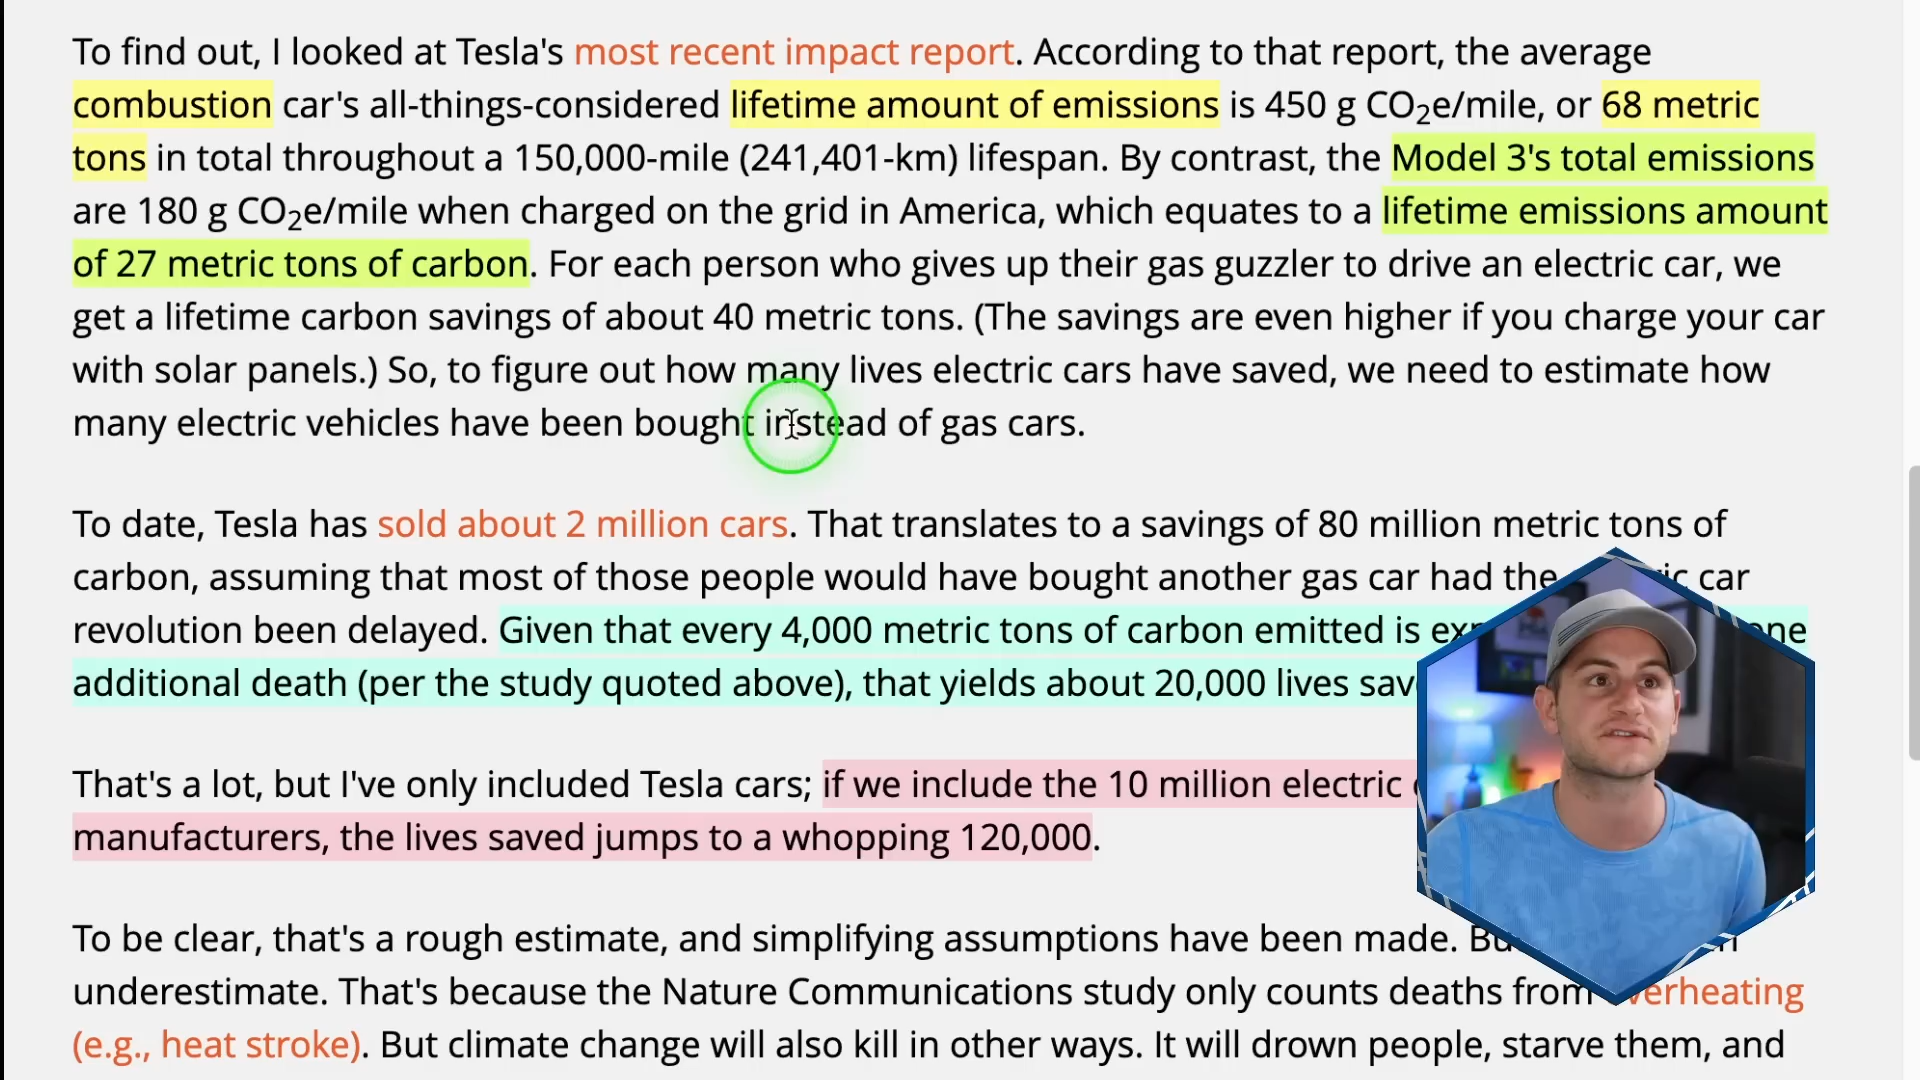 To find out, I looked at Tesla's most recent impact report. According to that report, the average
combustion car's all-things-considered lifetime amount of emissions is 450 g CO₂e/mile, or 68 metric
tons in total throughout a 150,000-mile (241,401-km) lifespan. By contrast, the Model 3's total emissions
are 180 g CO₂e/mile when charged on the grid in America, which equates to a lifetime emissions amount
of 27 metric tons of carbon. For each person who gives up their gas guzzler to drive an electric car, we
get a lifetime carbon savings of about 40 metric tons. (The savings are even higher if you charge your car
with solar panels.) So, to figure out how many lives electric cars have saved, we need to estimate how
many electric vehicles have been bought instead of gas cars.
To date, Tesla has sold about 2 million cars. That translates to a savings of 80 million metric tons of
carbon, assuming that most of those people would have bought another gas car had the car
revolution been delayed. Given that every 4,000 metric tons of carbon emitted is one
additional death (per the study quoted above), that yields about 20,000 lives
That's a lot, but I've only included Tesla cars; if we include the 10 million electric
manufacturers, the lives saved jumps to a whopping 120,000.
To be clear, that's a rough estimate, and simplifying assumptions have been made.
underestimate. That's because the Nature Communications study only counts deaths from overheating
(e.g., heat stroke). But climate change will also kill in other ways. It will drown people, starve them, and